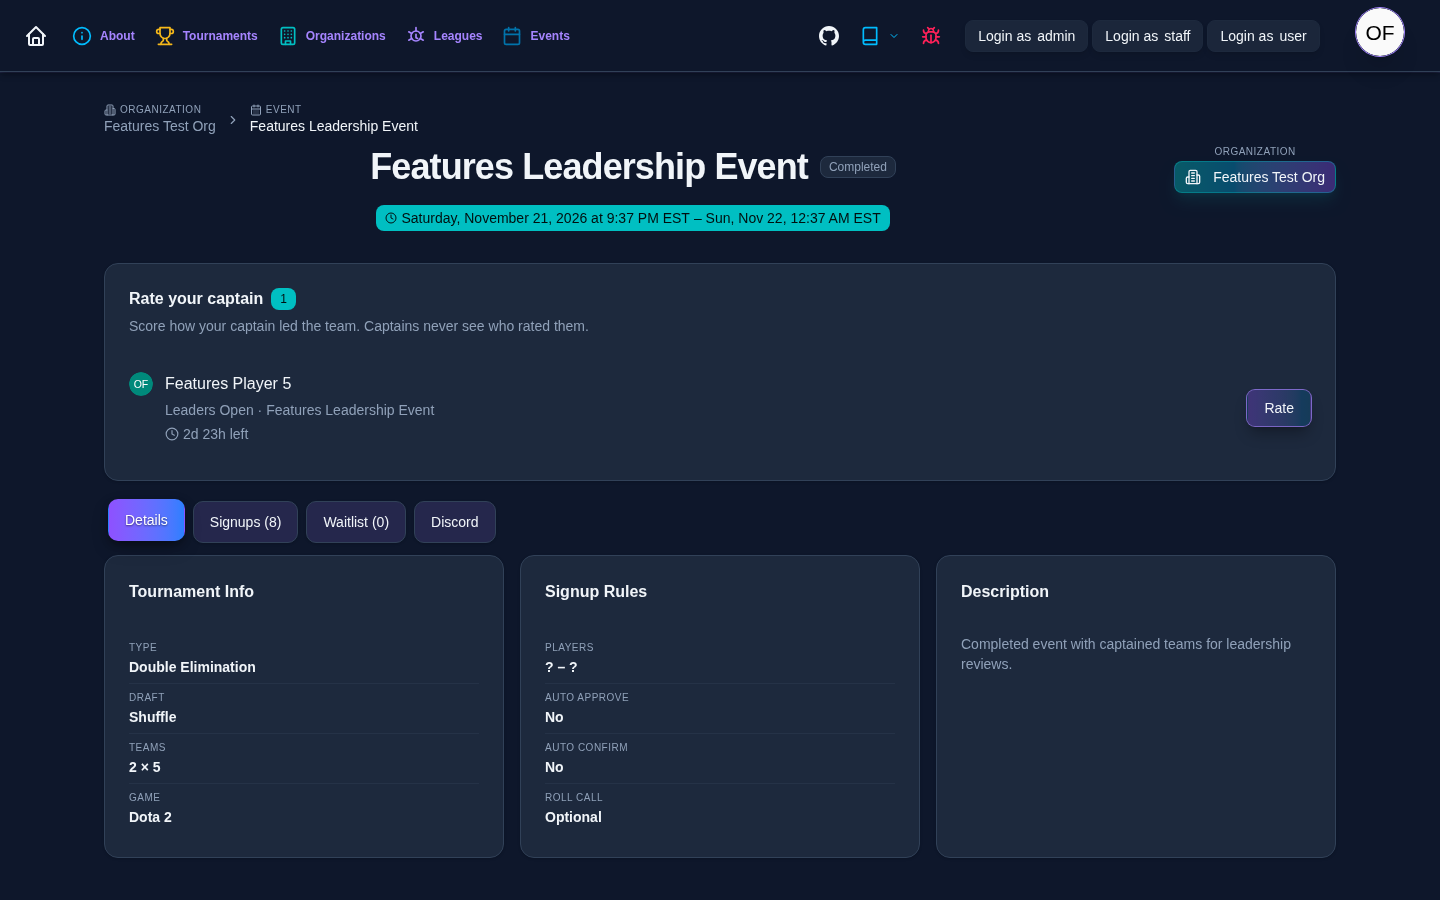 About
Tournaments
Organizations
Leagues
Events
Login as admin
Login as staff
Login as user
OF
ORGANIZATION
Features Test Org
EVENT
Features Leadership Event
Features Leadership Event
Completed
Saturday, November 21, 2026 at 9:37 PM EST – Sun, Nov 22, 12:37 AM EST
ORGANIZATION
Features Test Org
Rate your captain 1
Score how your captain led the team. Captains never see who rated them.
OF
Features Player 5
Leaders Open · Features Leadership Event
2d 23h left
Rate
Details
Signups (8)
Waitlist (0)
Discord
Tournament Info
TYPE
Double Elimination
DRAFT
Shuffle
TEAMS
2 × 5
GAME
Dota 2
Signup Rules
PLAYERS
? – ?
AUTO APPROVE
No
AUTO CONFIRM
No
ROLL CALL
Optional
Description
Completed event with captained teams for leadership
reviews.